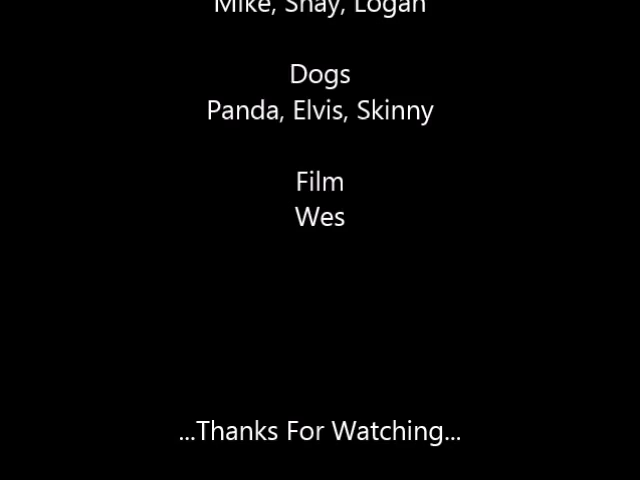 Mike, Shay, Logan
Dogs
Panda, Elvis, Skinny
Film
Wes
...Thanks For Watching...